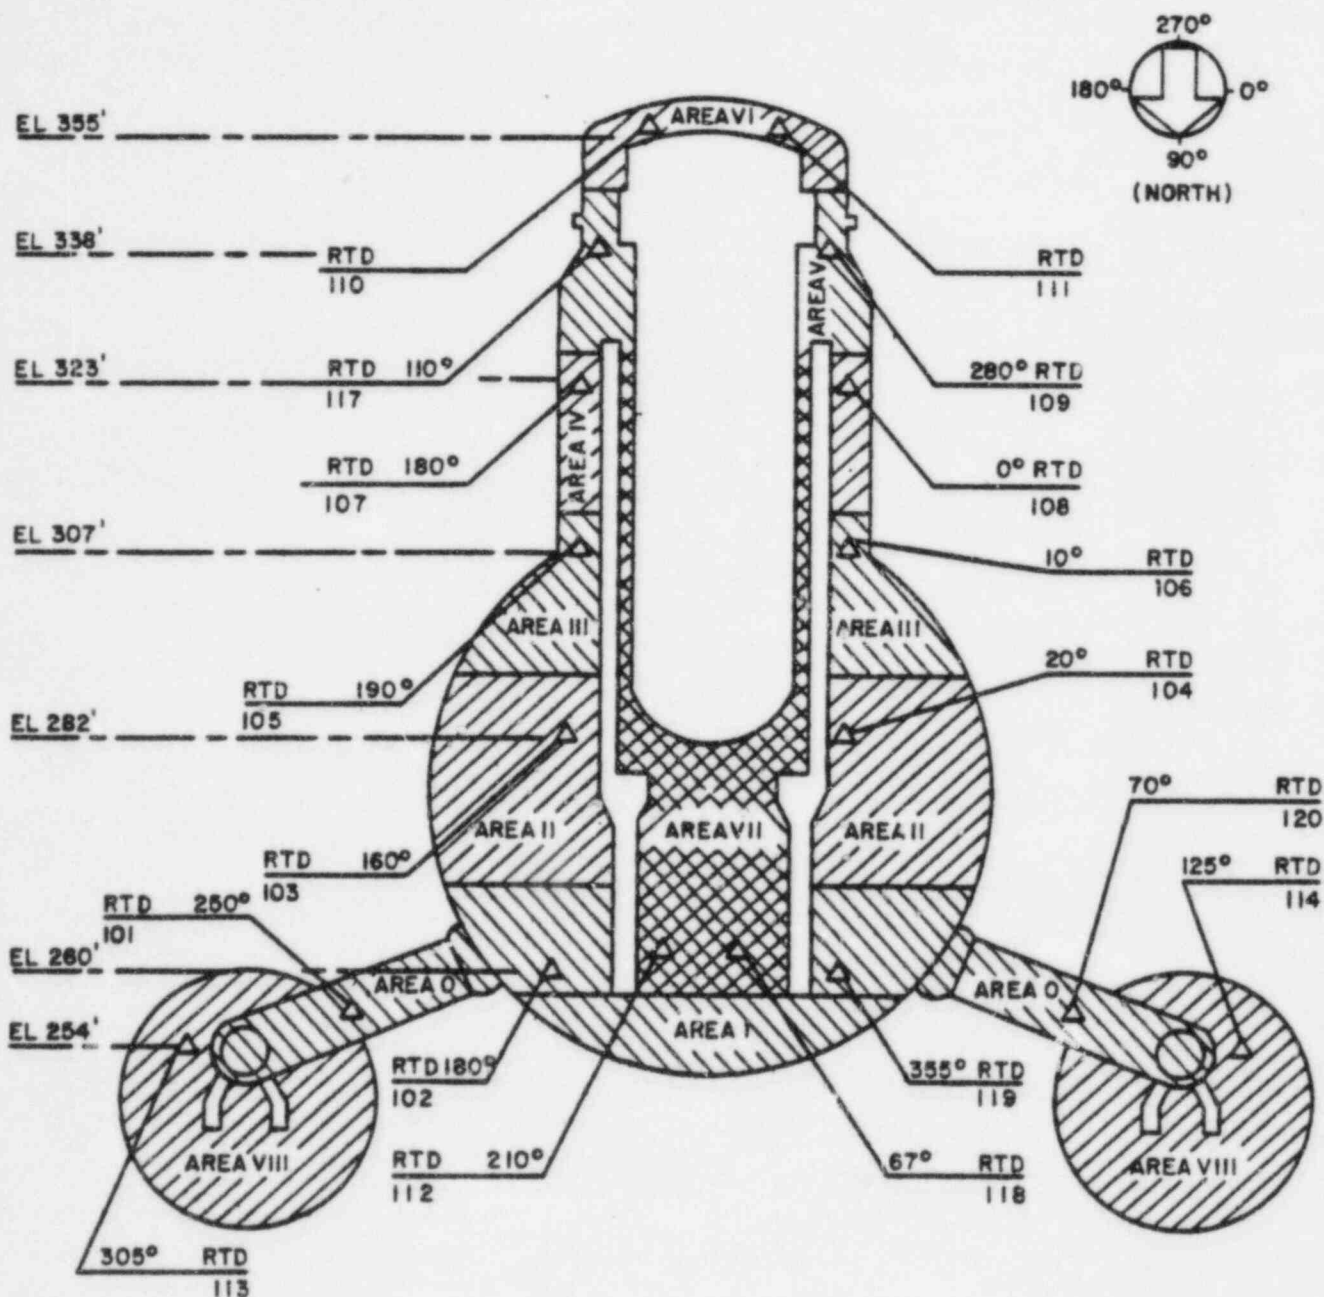 270°
180°
0°
90°
(NORTH)
EL 355'
AREA VI
EL 338'
RTD
110
RTD
111
AREA V
EL 323'
RTD 110°
117
280° RTD
109
AREA IV
RTD 180°
107
0° RTD
108
EL 307'
10° RTD
106
AREA III
AREA III
RTD 190°
105
20° RTD
104
EL 282'
70° RTD
120
AREA II
AREA VII
AREA II
RTD 160°
103
125° RTD
114
RTD 250°
101
EL 260'
AREA O
AREA O
EL 254'
AREA I
RTD 180°
102
355° RTD
119
AREA VIII
RTD 210°
112
67° RTD
118
AREA VIII
305° RTD
113